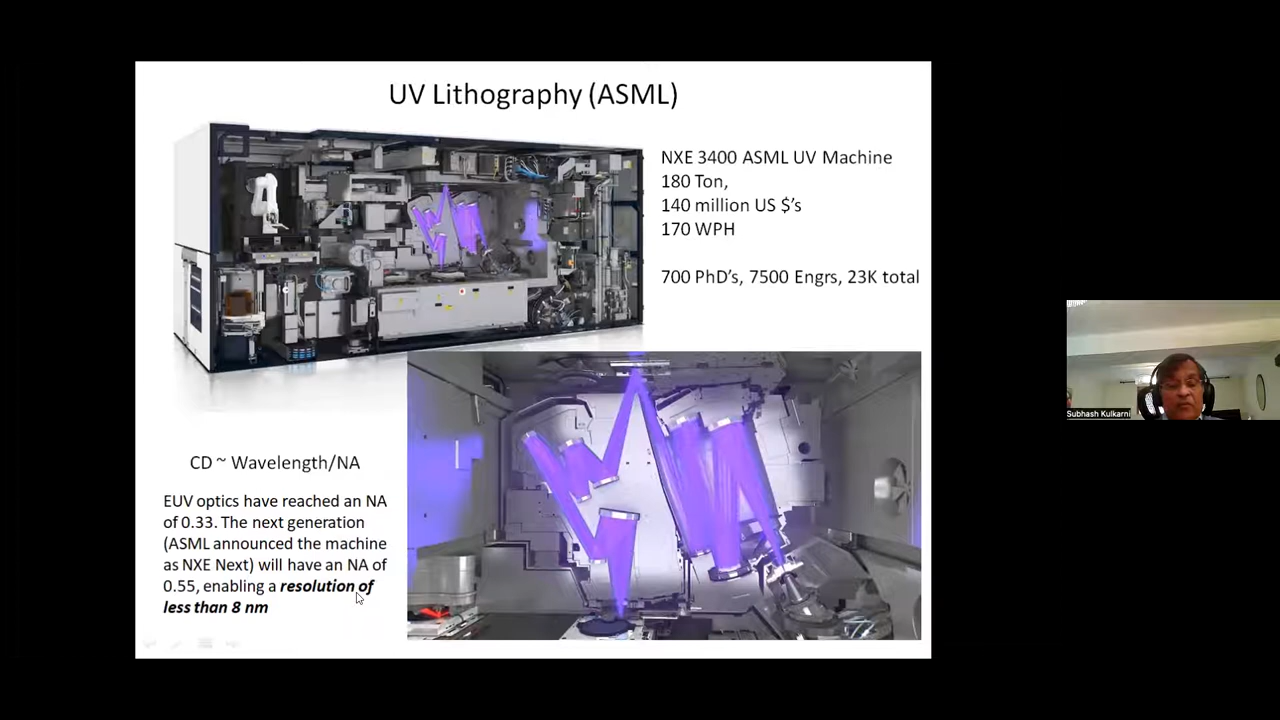 UV Lithography (ASML)
NXE 3400 ASML UV Machine
180 Ton,
140 million US $'s
170 WPH
700 PhD's, 7500 Engrs, 23K total
CD ~ Wavelength/NA
EUV optics have reached an NA
of 0.33. The next generation
(ASML announced the machine
as NXE Next) will have an NA of
0.55, enabling a resolution of
less than 8 nm
Subhash Kulkarni